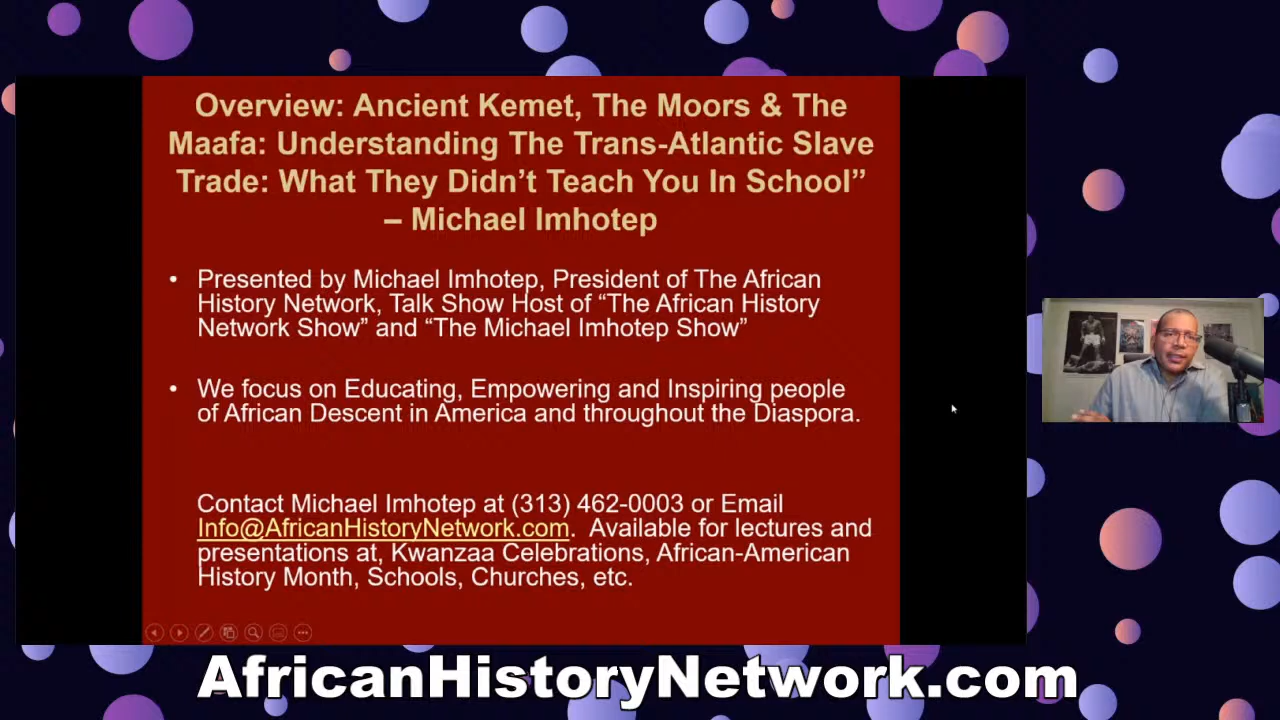 Overview: Ancient Kemet, The Moors & The
Maafa: Understanding The Trans-Atlantic Slave
Trade: What They Didn’t Teach You In School”
– Michael Imhotep
• Presented by Michael Imhotep, President of The African
History Network, Talk Show Host of “The African History
Network Show” and “The Michael Imhotep Show”
• We focus on Educating, Empowering and Inspiring people
of African Descent in America and throughout the Diaspora.
Contact Michael Imhotep at (313) 462-0003 or Email
Info@AfricanHistoryNetwork.com. Available for lectures and
presentations at, Kwanzaa Celebrations, African-American
History Month, Schools, Churches, etc.
AfricanHistoryNetwork.com